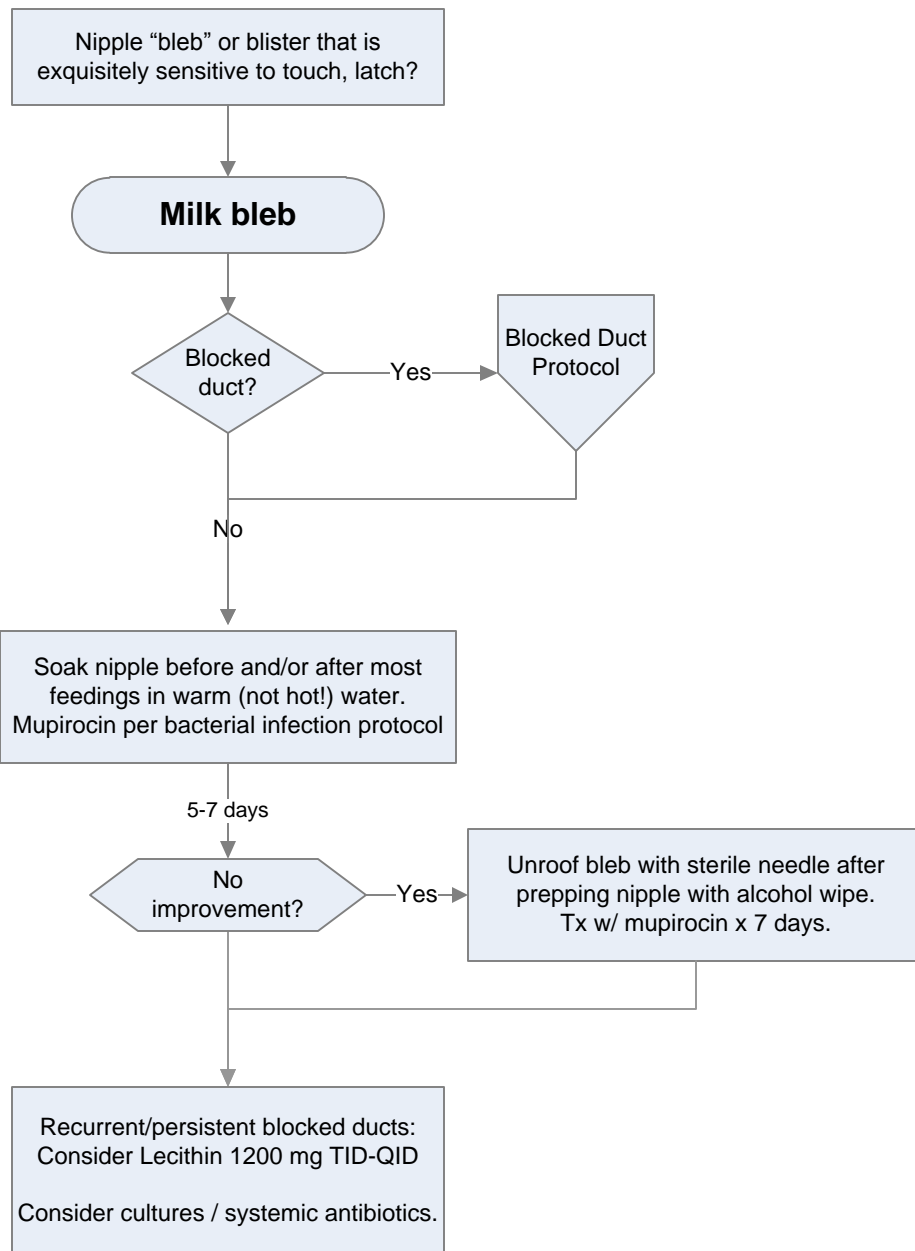 Nipple “bleb” or blister that is
exquisitely sensitive to touch, latch?
Milk bleb
Blocked
duct?
Yes
Blocked Duct
Protocol
No
Soak nipple before and/or after most
feedings in warm (not hot!) water.
Mupirocin per bacterial infection protocol
5-7 days
No
improvement?
Yes
Unroof bleb with sterile needle after
prepping nipple with alcohol wipe.
Tx w/ mupirocin x 7 days.
Recurrent/persistent blocked ducts:
Consider Lecithin 1200 mg TID-QID
Consider cultures / systemic antibiotics.